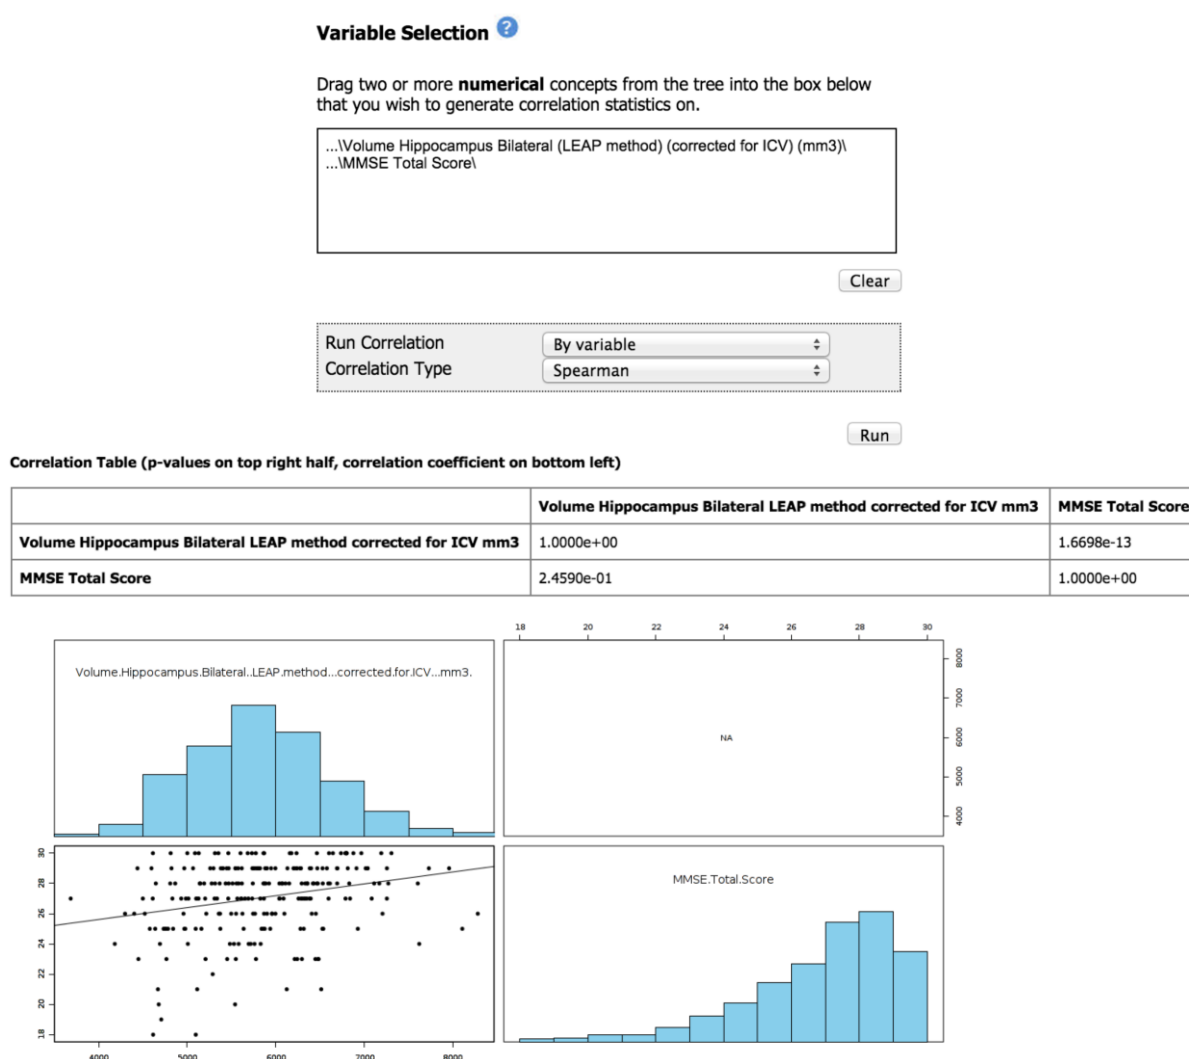 Variable Selection ?
Drag two or more numerical concepts from the tree into the box below
that you wish to generate correlation statistics on.
...\Volume Hippocampus Bilateral (LEAP method) (corrected for ICV) (mm3)\
...\MMSE Total Score\
Clear
Run Correlation By variable
Correlation Type Spearman
Run
Correlation Table (p-values on top right half, correlation coefficient on bottom left)
Volume Hippocampus Bilateral LEAP method corrected for ICV mm3 MMSE Total Score
Volume Hippocampus Bilateral LEAP method corrected for ICV mm3 1.0000e+00 1.6698e-13
MMSE Total Score 2.4590e-01 1.0000e+00
18 20 22 24 26 28 30
Volume.Hippocampus.Bilateral..LEAP.method...corrected.for.ICV...mm3.
NA
8000
7000
6000
5000
4000
30
28
26
24
22
20
18
MMSE.Total.Score
4000 5000 6000 7000 8000